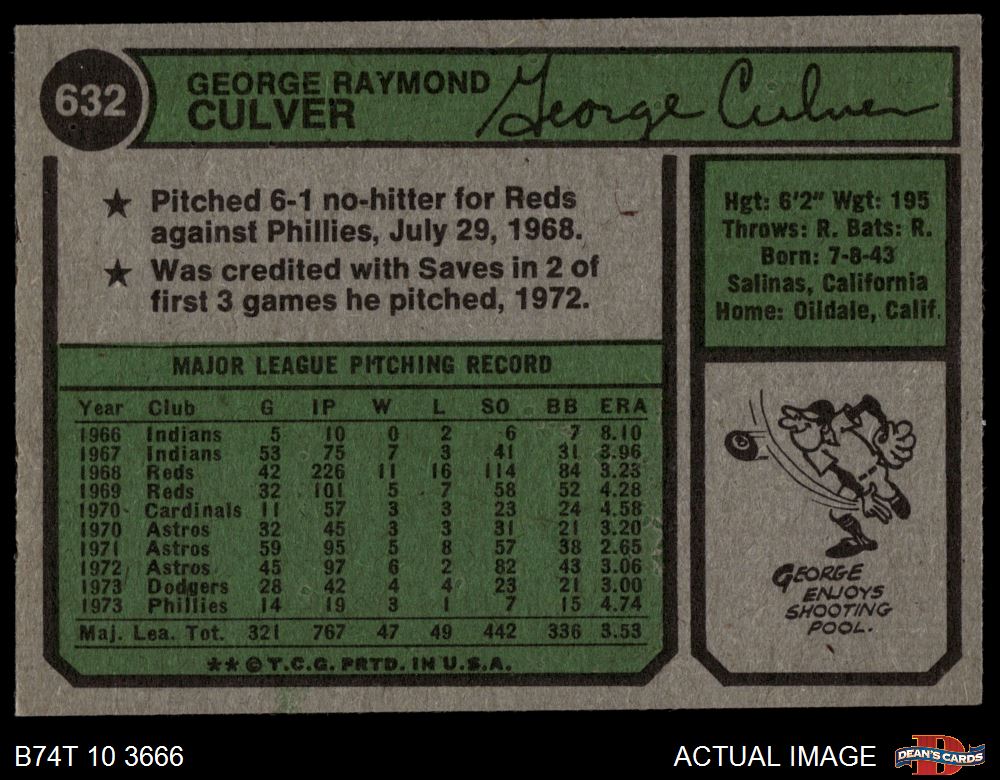 632
GEORGE RAYMOND
CULVER
George Culver
★ Pitched 6-1 no-hitter for Reds
against Phillies, July 29, 1968.
★ Was credited with Saves in 2 of
first 3 games he pitched, 1972.
Hgt: 6'2" Wgt: 195
Throws: R. Bats: R.
Born: 7-8-43
Salinas, California
Home: Oildale, Calif.
MAJOR LEAGUE PITCHING RECORD
Year Club G IP W L SO BB ERA
1966 Indians 5 10 0 2 6 7 8.10
1967 Indians 53 75 7 3 41 31 3.96
1968 Reds 42 226 11 16 114 84 3.23
1969 Reds 32 101 5 7 58 52 4.28
1970 Cardinals 11 57 3 3 23 24 4.58
1970 Astros 32 45 3 3 31 21 3.20
1971 Astros 59 95 5 8 57 38 2.65
1972 Astros 45 97 6 2 82 43 3.06
1973 Dodgers 28 42 4 4 23 21 3.00
1973 Phillies 14 19 3 1 7 15 4.74
Maj. Lea. Tot. 321 767 47 49 442 336 3.53
★★ © T.C.G. PRTD. IN U.S.A.
GEORGE
ENJOYS
SHOOTING
POOL.
B74T 10 3666
ACTUAL IMAGE
DEAN'S CARDS